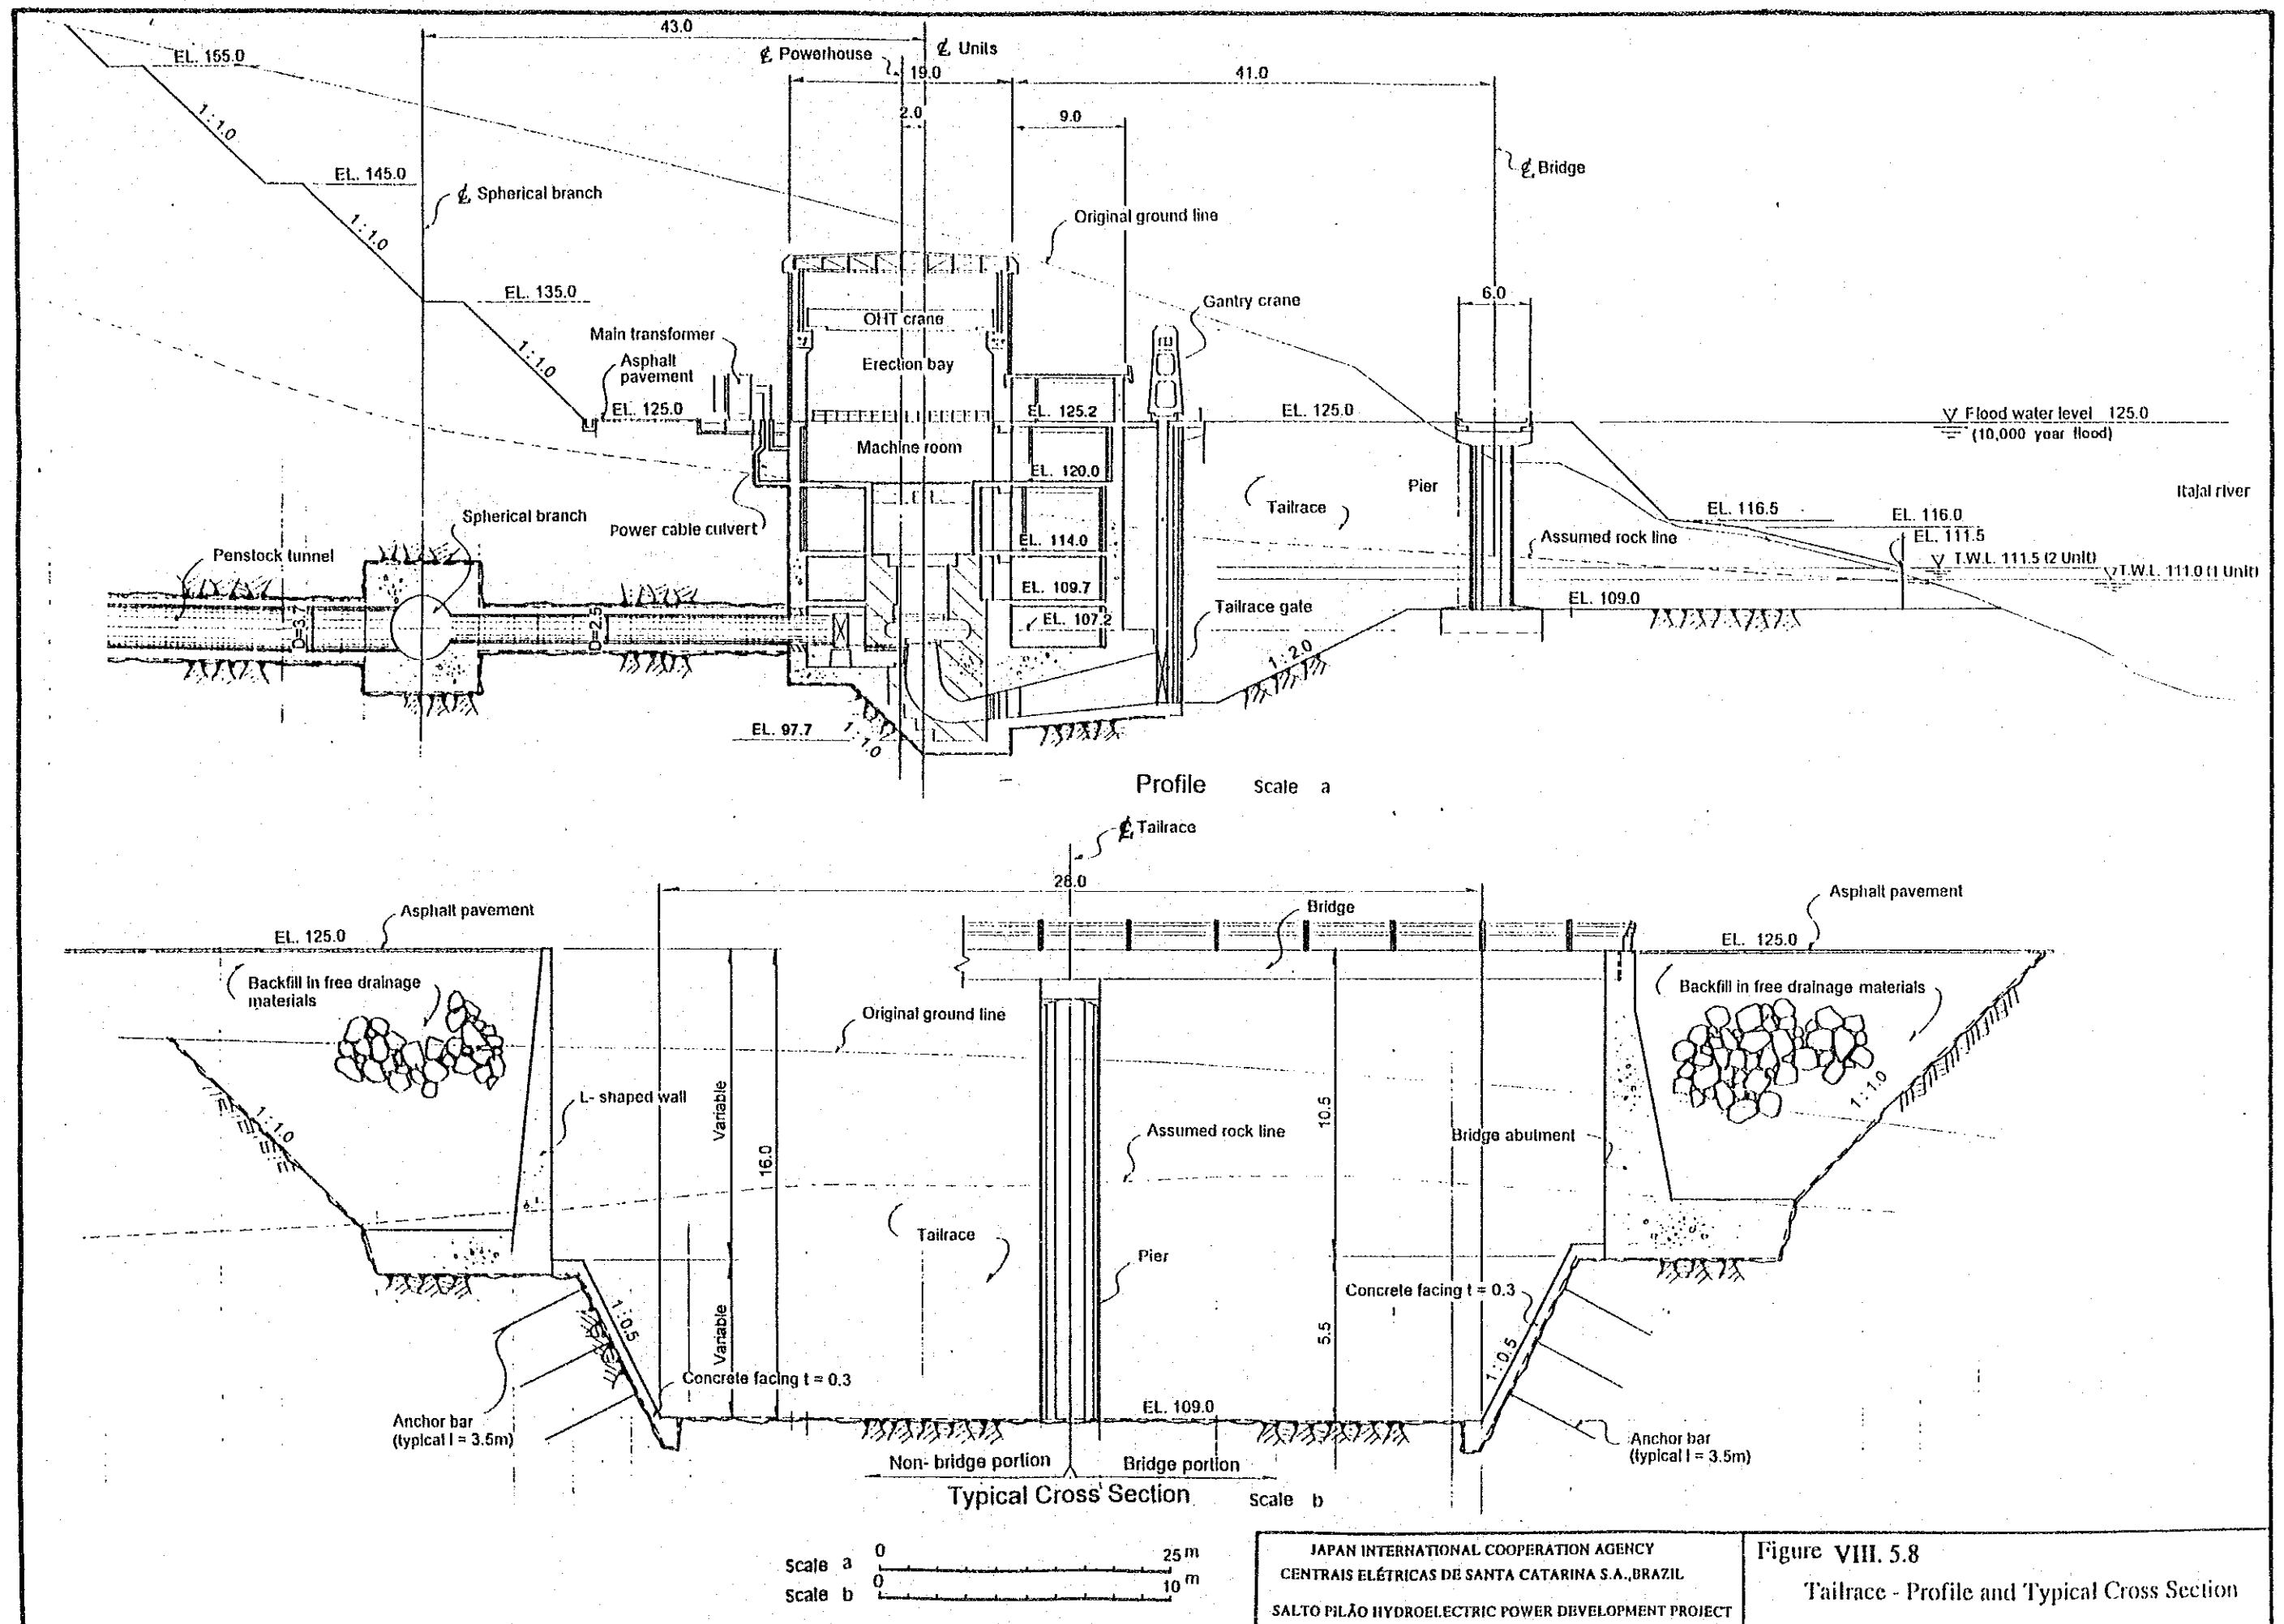 43.0
℄ Powerhouse
℄ Units
EL. 155.0
19.0
41.0
2.0
9.0
1:1.0
EL. 145.0
℄ Spherical branch
℄ Bridge
1:1.0
Original ground line
EL. 135.0
Gantry crane
6.0
OHT crane
Main transformer
Asphalt
pavement
1:1.0
Erection bay
EL. 125.0
EL. 125.2
EL. 125.0
Flood water level 125.0
(10,000 year flood)
Machine room
EL. 120.0
Pier
Itajaí river
Tailrace
Spherical branch
Power cable culvert
EL. 116.5
EL. 116.0
EL. 111.5
Penstock tunnel
EL. 114.0
Assumed rock line
T.W.L. 111.5 (2 Unit)
T.W.L. 111.0 (1 Unit)
EL. 109.7
Tailrace gate
EL. 109.0
D=3.7
D=2.5
EL. 107.2
1:2.0
EL. 97.7
1:1.0
Profile Scale a
℄ Tailrace
28.0
Asphalt pavement
Bridge
Asphalt pavement
EL. 125.0
EL. 125.0
Backfill in free drainage
materials
Backfill in free drainage materials
Original ground line
L- shaped wall
Variable
10.5
1:1.0
1:1.0
Assumed rock line
Bridge abutment
16.0
Tailrace
Pier
Concrete facing t = 0.3
1:0.5
Variable
5.5
1:0.5
Concrete facing t = 0.3
Anchor bar
(typical l = 3.5m)
EL. 109.0
Anchor bar
(typical l = 3.5m)
Non- bridge portion
Bridge portion
Typical Cross Section Scale b
Scale a 0 25 m
Scale b 0 10 m
JAPAN INTERNATIONAL COOPERATION AGENCY
CENTRAIS ELÉTRICAS DE SANTA CATARINA S.A.,BRAZIL
SALTO PILÃO HYDROELECTRIC POWER DEVELOPMENT PROJECT
Figure VIII. 5.8
Tailrace - Profile and Typical Cross Section